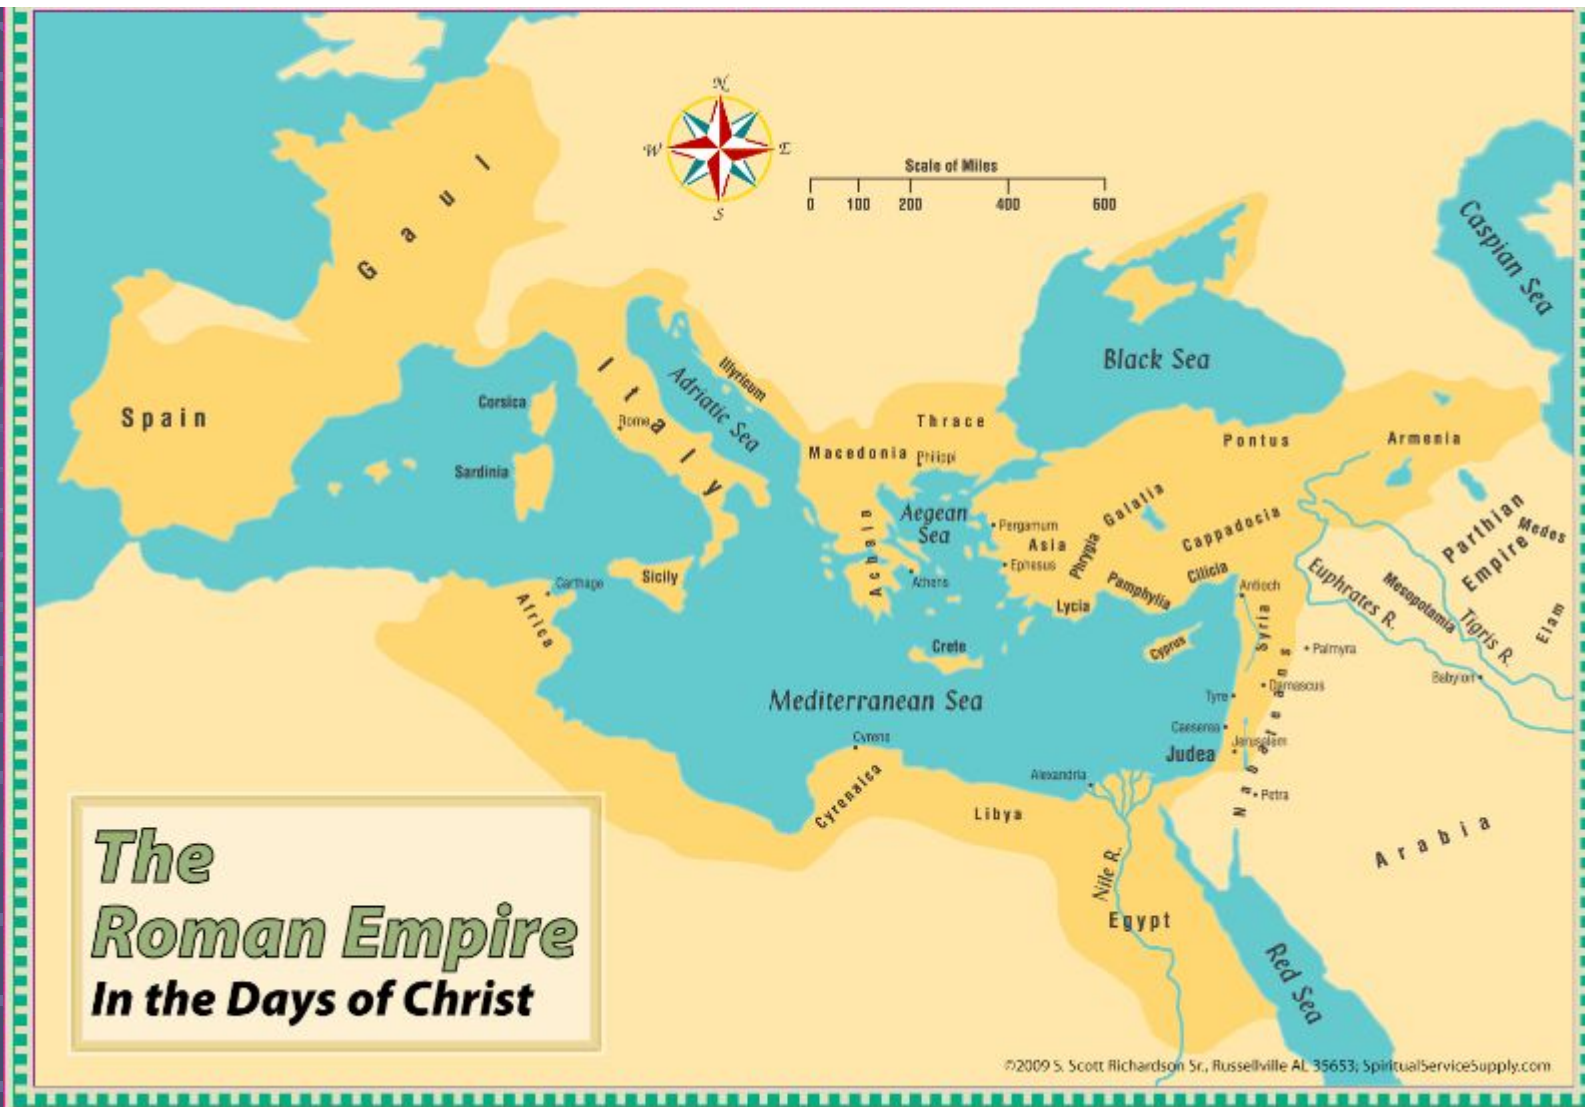 N
W
E
S
Scale of Miles
0 100 200 400 600
Gaul
Caspian Sea
Black Sea
Italy
Illyricum
Adriatic Sea
Spain
Corsica
Rome
Thrace
Pontus
Armenia
Macedonia
Philippi
Sardinia
Aegean
Sea
Pergamum
Asia
Ephesus
Phrygia
Galatia
Cappadocia
Parthian
Empire
Medes
Achaia
Athens
Carthage
Sicily
Africa
Lycia
Pamphylia
Cilicia
Antioch
Euphrates R.
Mesopotamia
Tigris R.
Elam
Crete
Cyprus
Syria
Palmyra
Babylon
Mediterranean Sea
Tyre
Damascus
Nabateans
Cyrene
Caeserea
Judea
Jerusalem
Alexandria
Petra
Cyrenaica
Libya
Arabia
Nile R.
Egypt
Red Sea
The
Roman Empire
In the Days of Christ
©2009 S. Scott Richardson Sr., Russellville AL 35653; SpiritualServiceSupply.com